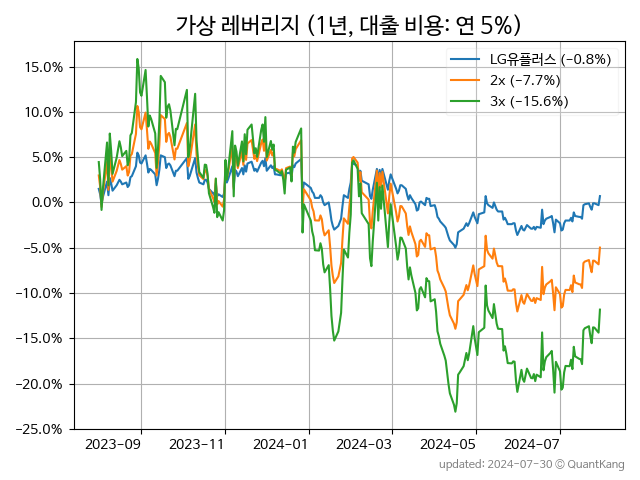 가상 레버리지 (1년, 대출 비용: 연 5%)
LG유플러스 (−0.8%)
2x (−7.7%)
3x (−15.6%)
15.0%
10.0%
5.0%
0.0%
−5.0%
−10.0%
−15.0%
−20.0%
−25.0%
2023-09 2023-11 2024-01 2024-03 2024-05 2024-07
updated: 2024-07-30 © QuantKang